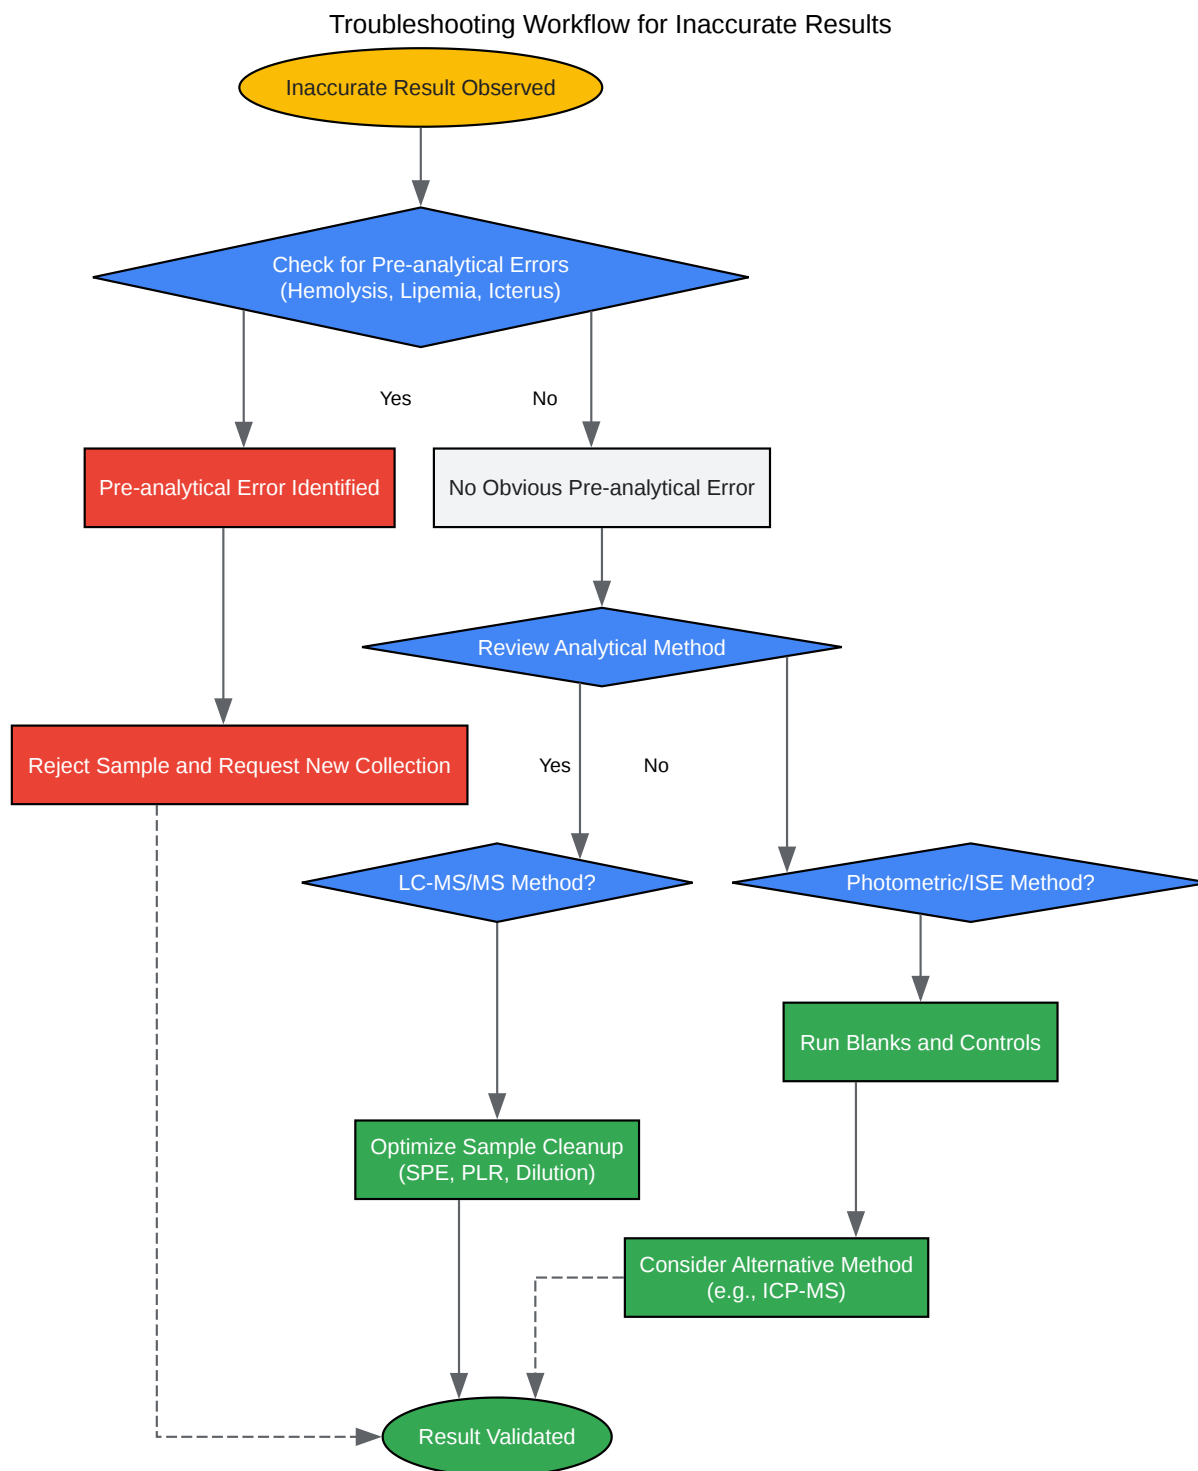 Troubleshooting Workflow for Inaccurate Results
Inaccurate Result Observed
Check for Pre-analytical Errors
(Hemolysis, Lipemia, Icterus)
Yes
No
Pre-analytical Error Identified
No Obvious Pre-analytical Error
Review Analytical Method
Reject Sample and Request New Collection
Yes
No
LC-MS/MS Method?
Photometric/ISE Method?
Run Blanks and Controls
Optimize Sample Cleanup
(SPE, PLR, Dilution)
Consider Alternative Method
(e.g., ICP-MS)
Result Validated